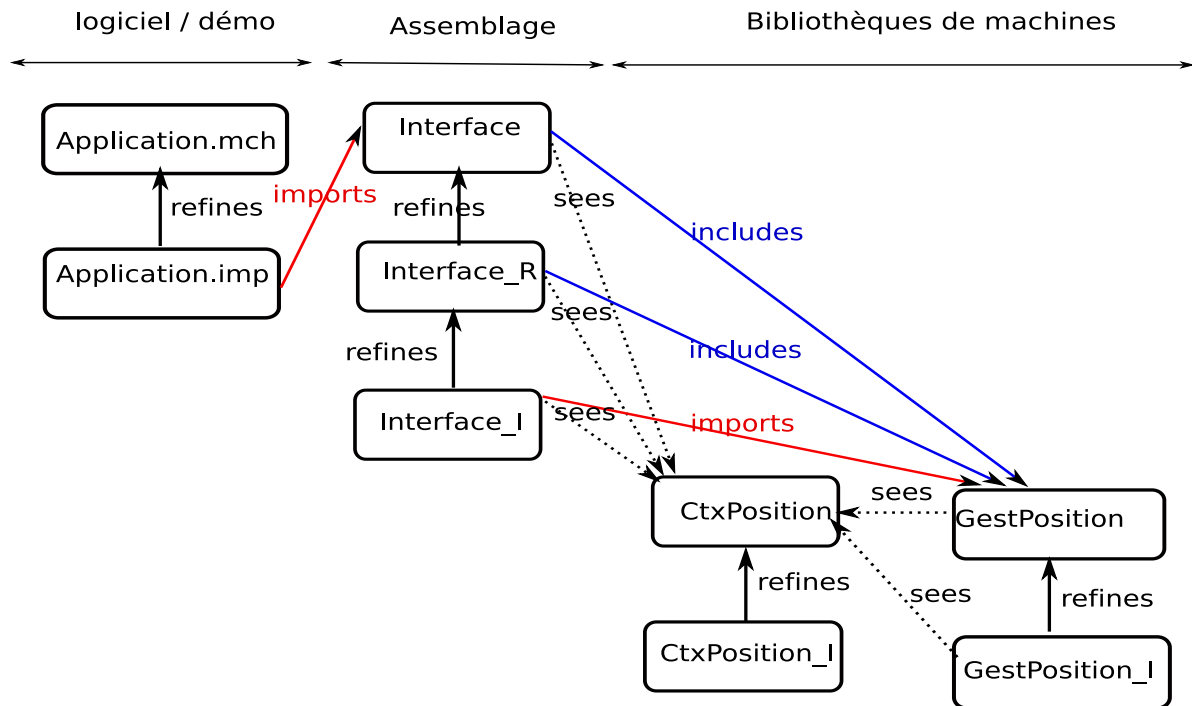 logiciel / démo
Assemblage
Bibliothèques de machines
Application.mch
Interface
refines
imports
refines
sees
includes
Application.imp
Interface_R
sees
refines
includes
Interface_I
sees
imports
CtxPosition
sees
GestPosition
refines
sees
refines
CtxPosition_I
GestPosition_I